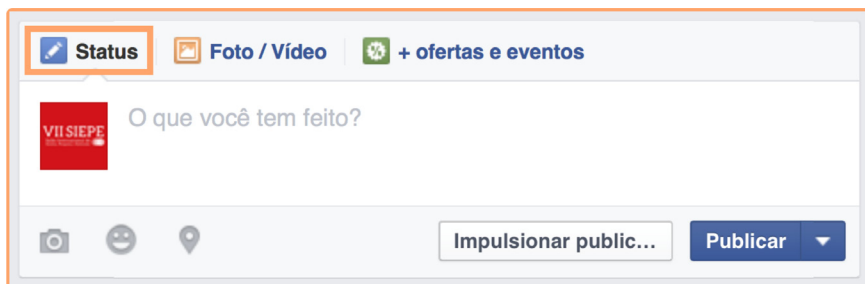 Status
Foto / Vídeo
+ ofertas e eventos
VII SIEPE
O que você tem feito?
Impulsionar public...
Publicar